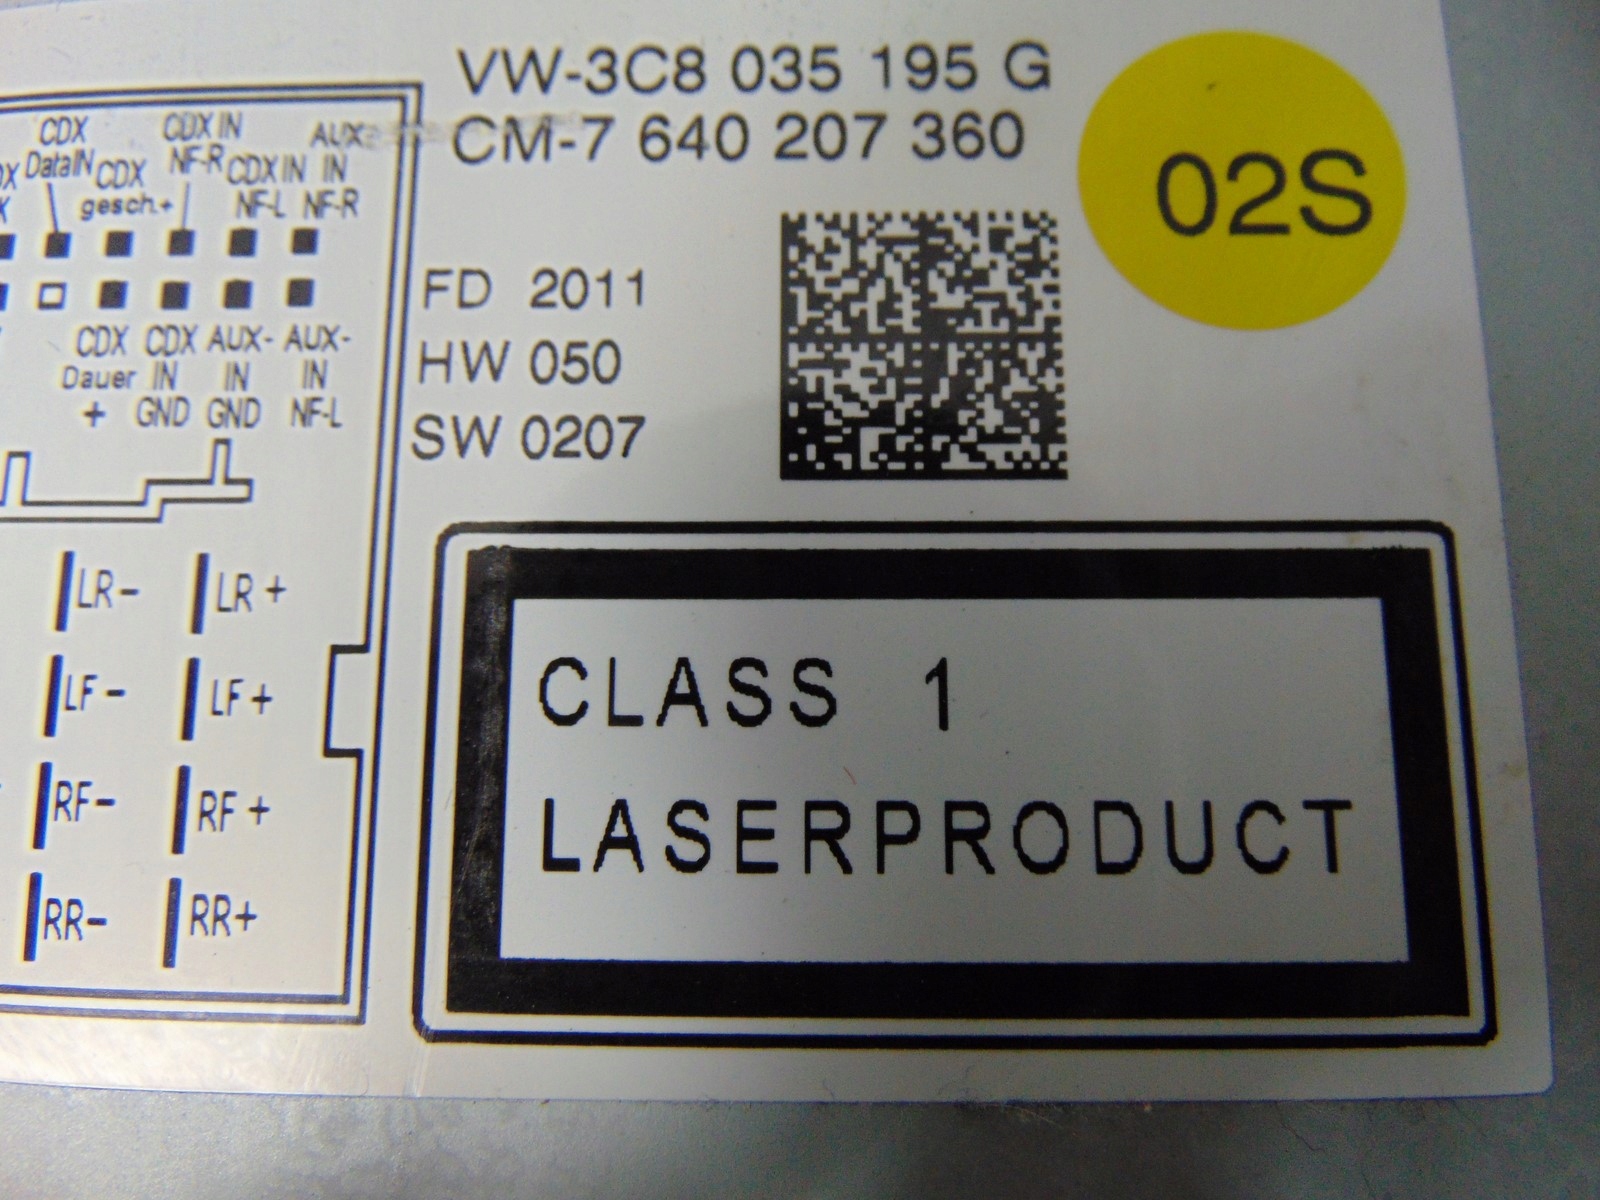 VW-3C8 035 195 G
CM-7 640 207 360
02S
FD 2011
HW 050
SW 0207
CDX
DataIN
CDX
gesch.+
CDX IN
NF-R
CDX IN
NF-L
AUX-
IN
NF-R
CDX
Dauer
+
CDX
IN
GND
AUX-
IN
GND
AUX-
IN
NF-L
LR- LR+
LF- LF+
RF- RF+
RR- RR+
CLASS 1
LASERPRODUCT